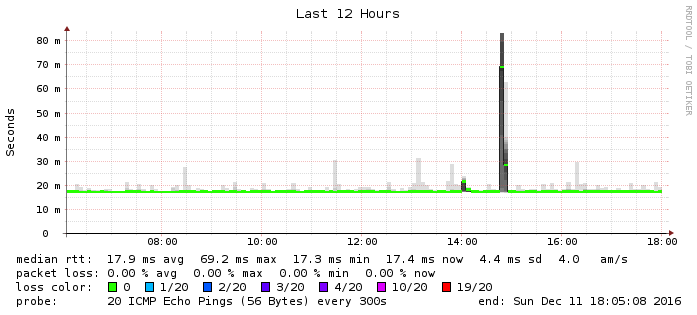 Last 12 Hours
RRDTOOL / TOBI OETIKER
Seconds
80 m
70 m
60 m
50 m
40 m
30 m
20 m
10 m
0
08:00 10:00 12:00 14:00 16:00 18:00
median rtt: 17.9 ms avg 69.2 ms max 17.3 ms min 17.4 ms now 4.4 ms sd 4.0 am/s
packet loss: 0.00 % avg 0.00 % max 0.00 % min 0.00 % now
loss color: 0 1/20 2/20 3/20 4/20 10/20 19/20
probe: 20 ICMP Echo Pings (56 Bytes) every 300s end: Sun Dec 11 18:05:08 2016